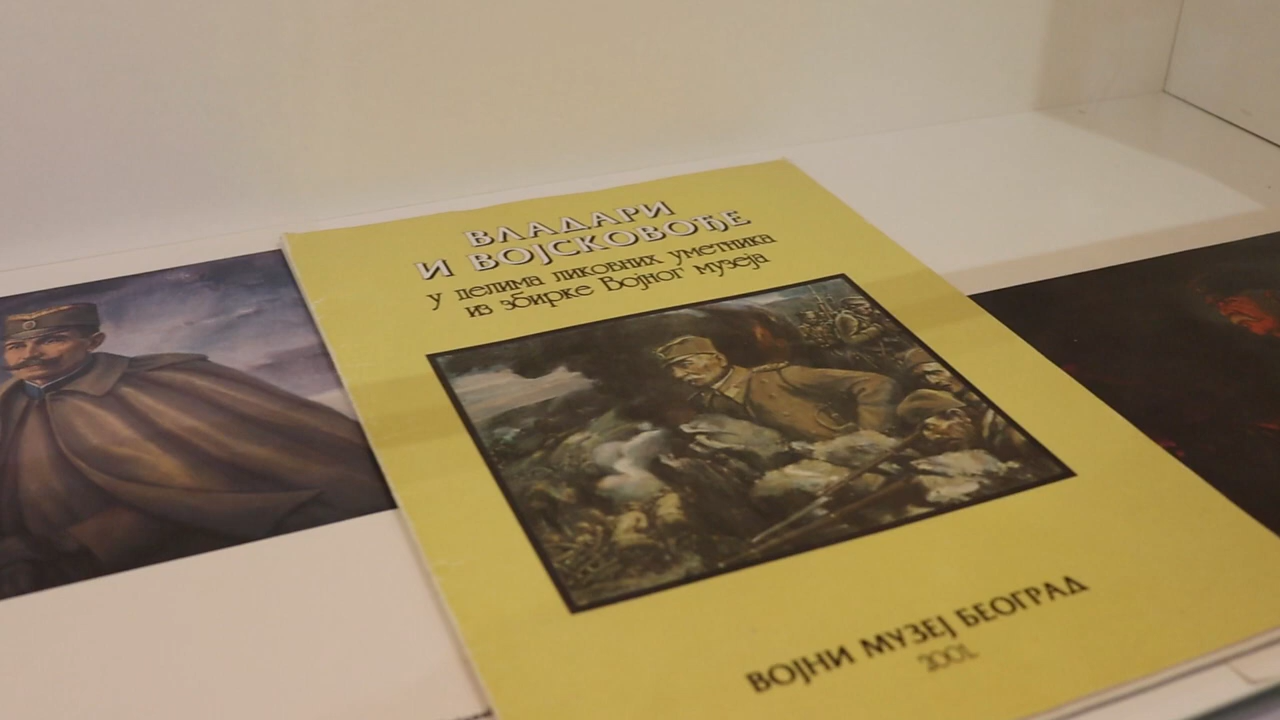 ВЛАДАРИ
И ВОЈСКОВОЂЕ
у делима ликовних уметника
из збирке Војног музеја
ВОЈНИ МУЗЕЈ БЕОГРАД
2001.